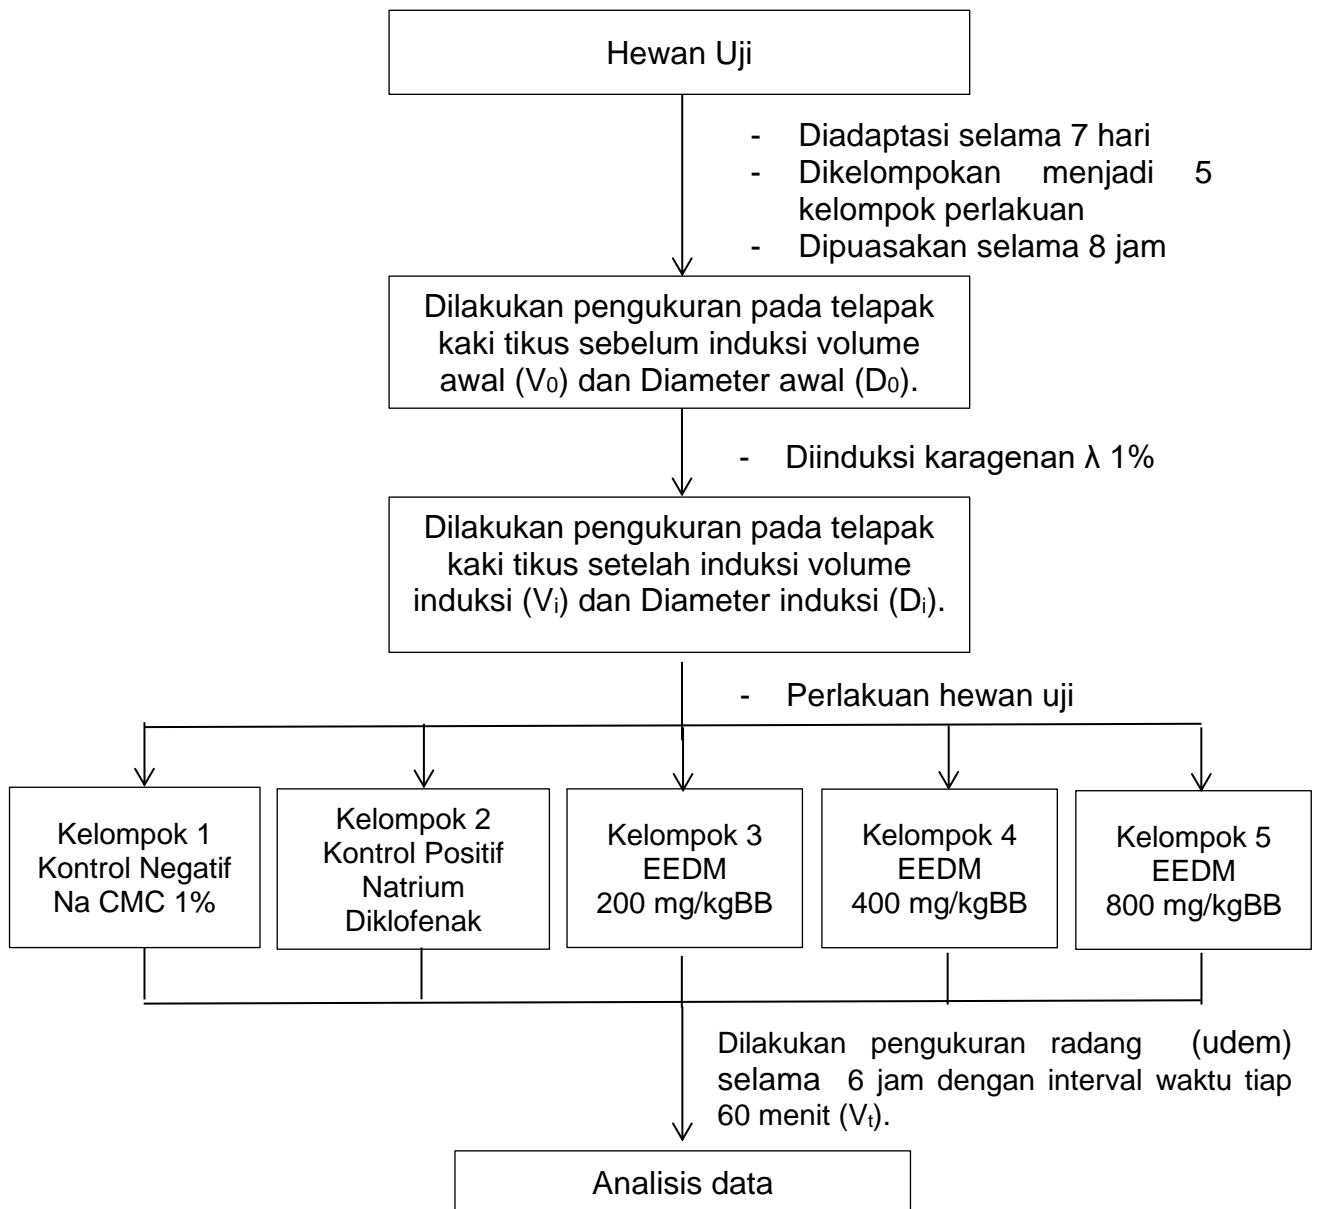 Hewan Uji
- Diadaptasi selama 7 hari
- Dikelompokan menjadi 5
kelompok perlakuan
- Dipuasakan selama 8 jam
Dilakukan pengukuran pada telapak
kaki tikus sebelum induksi volume
awal (V₀) dan Diameter awal (D₀).
- Diinduksi karagenan λ 1%
Dilakukan pengukuran pada telapak
kaki tikus setelah induksi volume
induksi (Vᵢ) dan Diameter induksi (Dᵢ).
- Perlakuan hewan uji
Kelompok 1
Kontrol Negatif
Na CMC 1%
Kelompok 2
Kontrol Positif
Natrium
Diklofenak
Kelompok 3
EEDM
200 mg/kgBB
Kelompok 4
EEDM
400 mg/kgBB
Kelompok 5
EEDM
800 mg/kgBB
Dilakukan pengukuran radang (udem)
selama 6 jam dengan interval waktu tiap
60 menit (Vₜ).
Analisis data